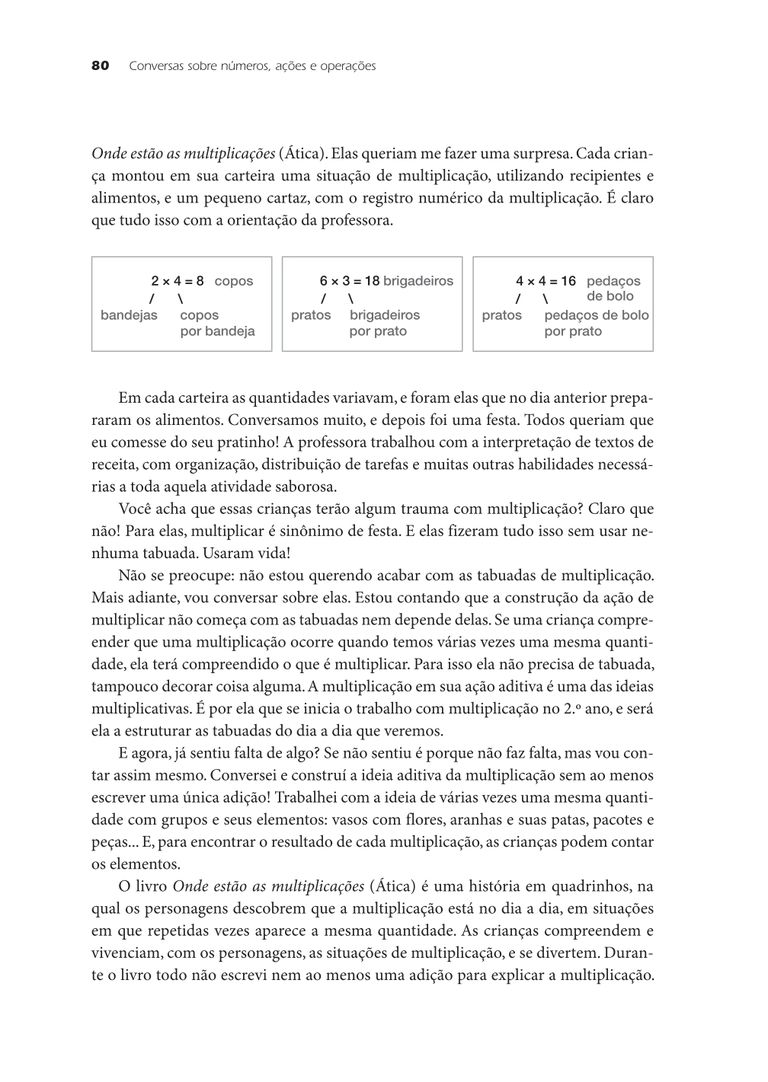 80 Conversas sobre números, ações e operações
Onde estão as multiplicações (Ática). Elas queriam me fazer uma surpresa. Cada crian-
ça montou em sua carteira uma situação de multiplicação, utilizando recipientes e
alimentos, e um pequeno cartaz, com o registro numérico da multiplicação. É claro
que tudo isso com a orientação da professora.
2 × 4 = 8 copos
/ \
bandejas copos
por bandeja
6 × 3 = 18 brigadeiros
/ \
pratos brigadeiros
por prato
4 × 4 = 16 pedaços
/ \ de bolo
pratos pedaços de bolo
por prato
Em cada carteira as quantidades variavam, e foram elas que no dia anterior prepa-
raram os alimentos. Conversamos muito, e depois foi uma festa. Todos queriam que
eu comesse do seu pratinho! A professora trabalhou com a interpretação de textos de
receita, com organização, distribuição de tarefas e muitas outras habilidades necessá-
rias a toda aquela atividade saborosa.
Você acha que essas crianças terão algum trauma com multiplicação? Claro que
não! Para elas, multiplicar é sinônimo de festa. E elas fizeram tudo isso sem usar ne-
nhuma tabuada. Usaram vida!
Não se preocupe: não estou querendo acabar com as tabuadas de multiplicação.
Mais adiante, vou conversar sobre elas. Estou contando que a construção da ação de
multiplicar não começa com as tabuadas nem depende delas. Se uma criança compre-
ender que uma multiplicação ocorre quando temos várias vezes uma mesma quanti-
dade, ela terá compreendido o que é multiplicar. Para isso ela não precisa de tabuada,
tampouco decorar coisa alguma. A multiplicação em sua ação aditiva é uma das ideias
multiplicativas. É por ela que se inicia o trabalho com multiplicação no 2.º ano, e será
ela a estruturar as tabuadas do dia a dia que veremos.
E agora, já sentiu falta de algo? Se não sentiu é porque não faz falta, mas vou con-
tar assim mesmo. Conversei e construí a ideia aditiva da multiplicação sem ao menos
escrever uma única adição! Trabalhei com a ideia de várias vezes uma mesma quanti-
dade com grupos e seus elementos: vasos com flores, aranhas e suas patas, pacotes e
peças... E, para encontrar o resultado de cada multiplicação, as crianças podem contar
os elementos.
O livro Onde estão as multiplicações (Ática) é uma história em quadrinhos, na
qual os personagens descobrem que a multiplicação está no dia a dia, em situações
em que repetidas vezes aparece a mesma quantidade. As crianças compreendem e
vivenciam, com os personagens, as situações de multiplicação, e se divertem. Duran-
te o livro todo não escrevi nem ao menos uma adição para explicar a multiplicação.